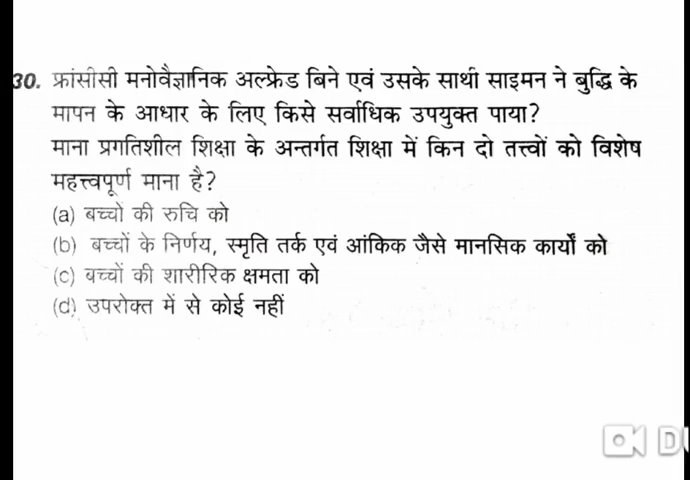 30. फ्रांसीसी मनोवैज्ञानिक अल्फ्रेड बिने एवं उसके साथी साइमन ने बुद्धि के
मापन के आधार के लिए किसे सर्वाधिक उपयुक्त पाया?
माना प्रगतिशील शिक्षा के अन्तर्गत शिक्षा में किन दो तत्त्वों को विशेष
महत्त्वपूर्ण माना है?
(a) बच्चों की रुचि को
(b) बच्चों के निर्णय, स्मृति तर्क एवं आंकिक जैसे मानसिक कार्यों को
(c) बच्चों की शारीरिक क्षमता को
(d) उपरोक्त में से कोई नहीं